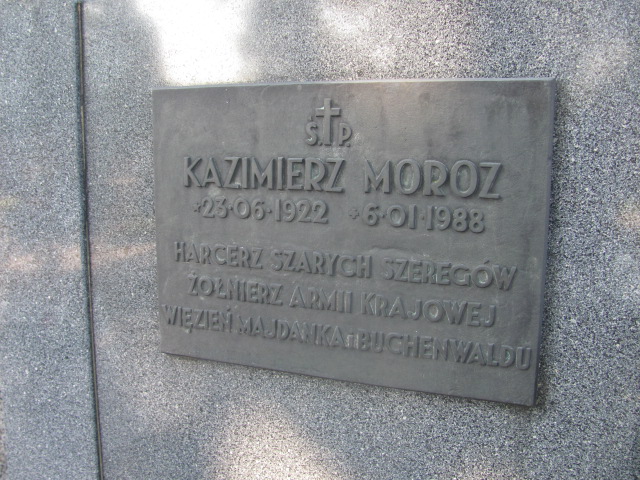 Ś. † P.
KAZIMIERZ MOROZ
*23·06·1922 +6·01·1988
HARCERZ SZARYCH SZEREGÓW
ŻOŁNIERZ ARMII KRAJOWEJ
WIĘZIEŃ MAJDANKA i BUCHENWALDU